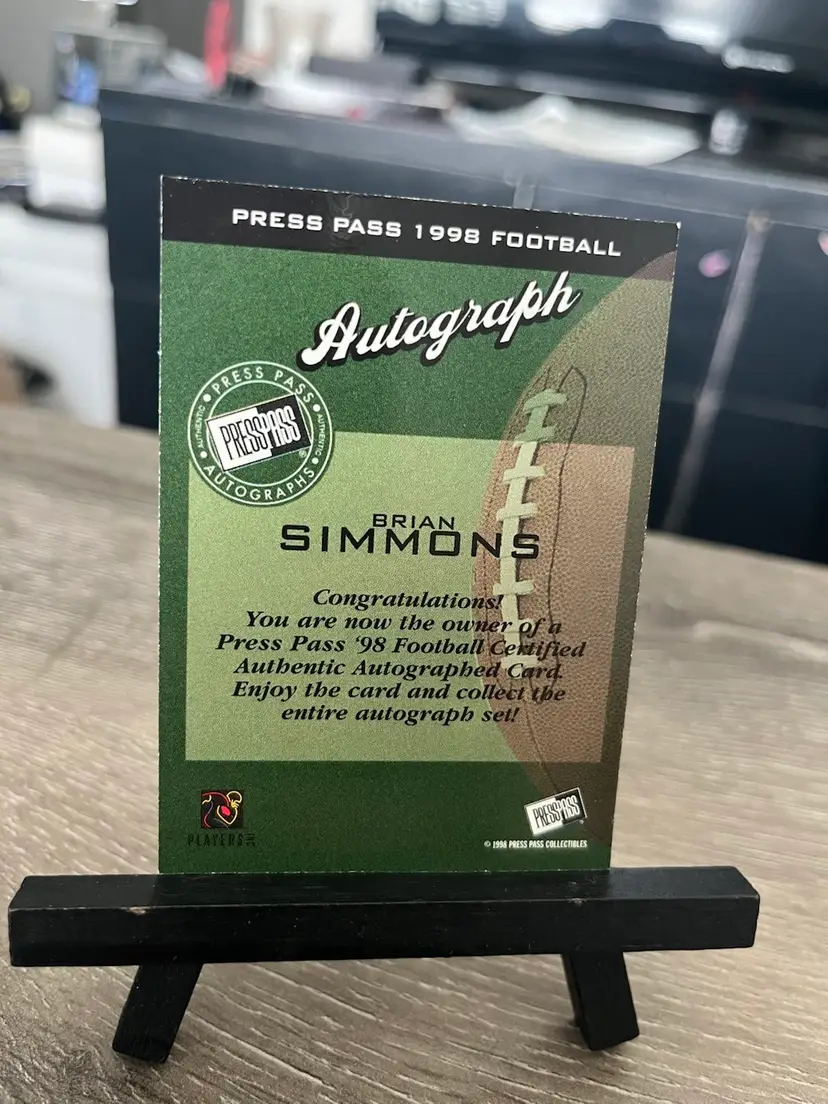 PRESS PASS 1998 FOOTBALL
Autograph
PRESS PASS
AUTHENTIC
PRESS PASS
AUTHENTIC
®
AUTOGRAPHS
BRIAN
SIMMONS
Congratulations!
You are now the owner of a
Press Pass '98 Football Certified
Authentic Autographed Card.
Enjoy the card and collect the
entire autograph set!
PLAYERS INC
PRESS PASS
© 1998 PRESS PASS COLLECTIBLES